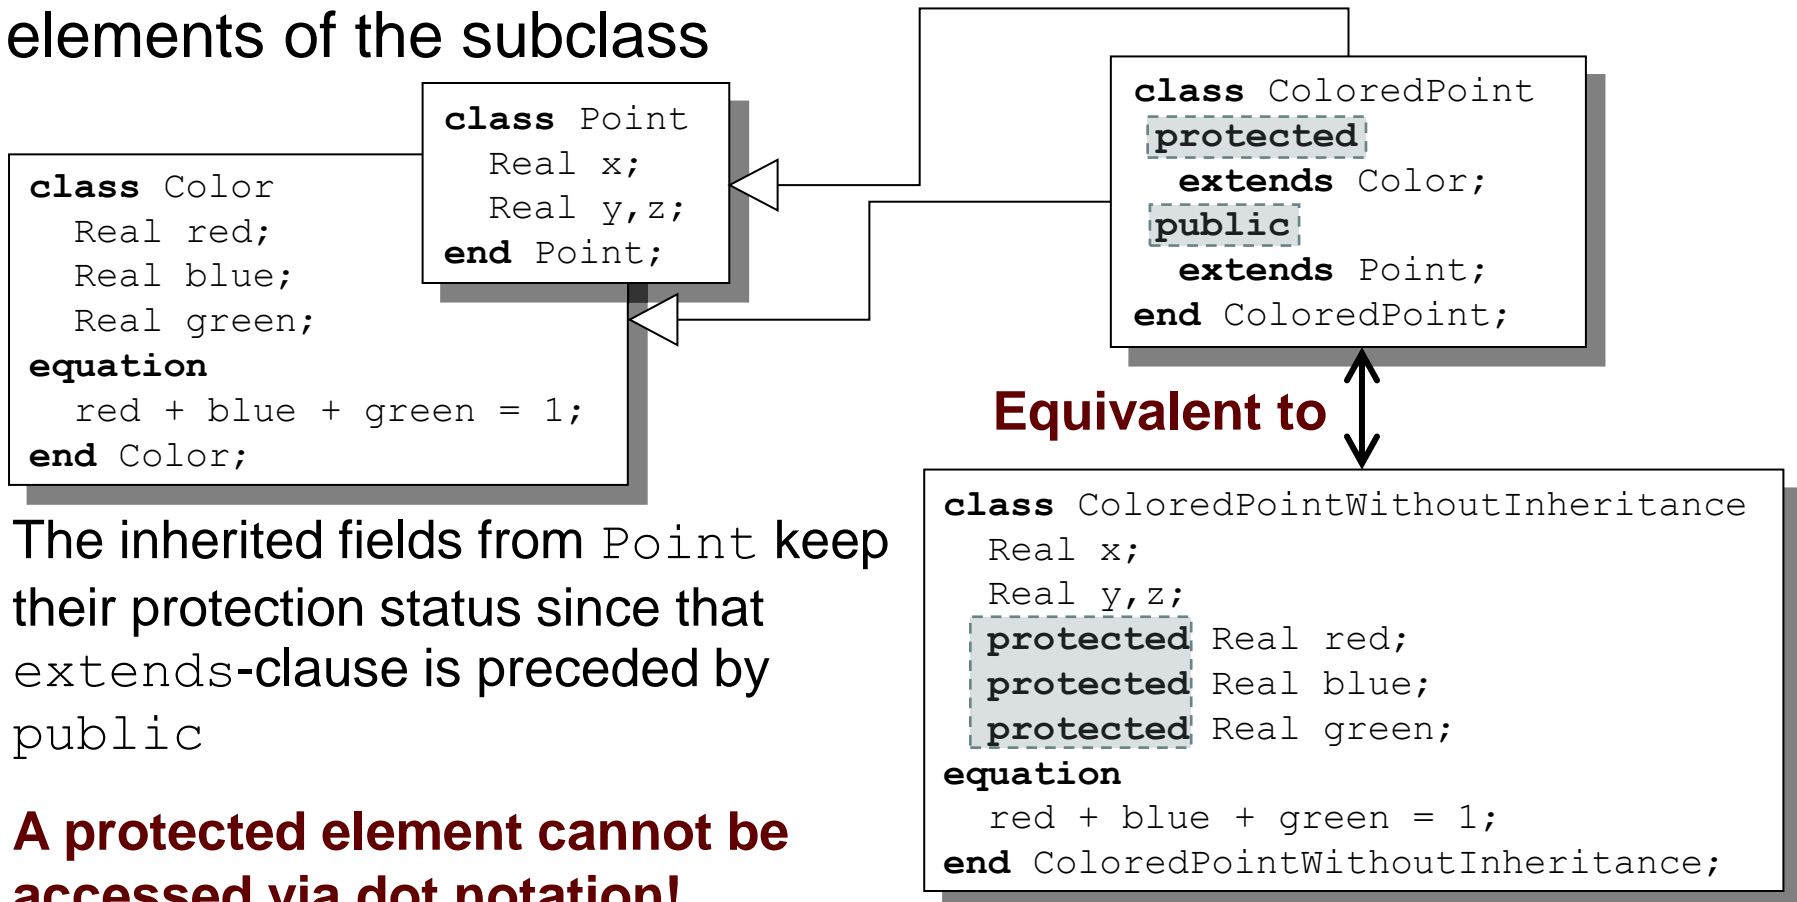 elements of the subclass
class Point
Real x;
Real y,z;
end Point;
class Color
Real red;
Real blue;
Real green;
equation
red + blue + green = 1;
end Color;
class ColoredPoint
protected
extends Color;
public
extends Point;
end ColoredPoint;
Equivalent to
class ColoredPointWithoutInheritance
Real x;
Real y,z;
protected Real red;
protected Real blue;
protected Real green;
equation
red + blue + green = 1;
end ColoredPointWithoutInheritance;
The inherited fields from Point keep
their protection status since that
extends-clause is preceded by
public
A protected element cannot be
accessed via dot notation!